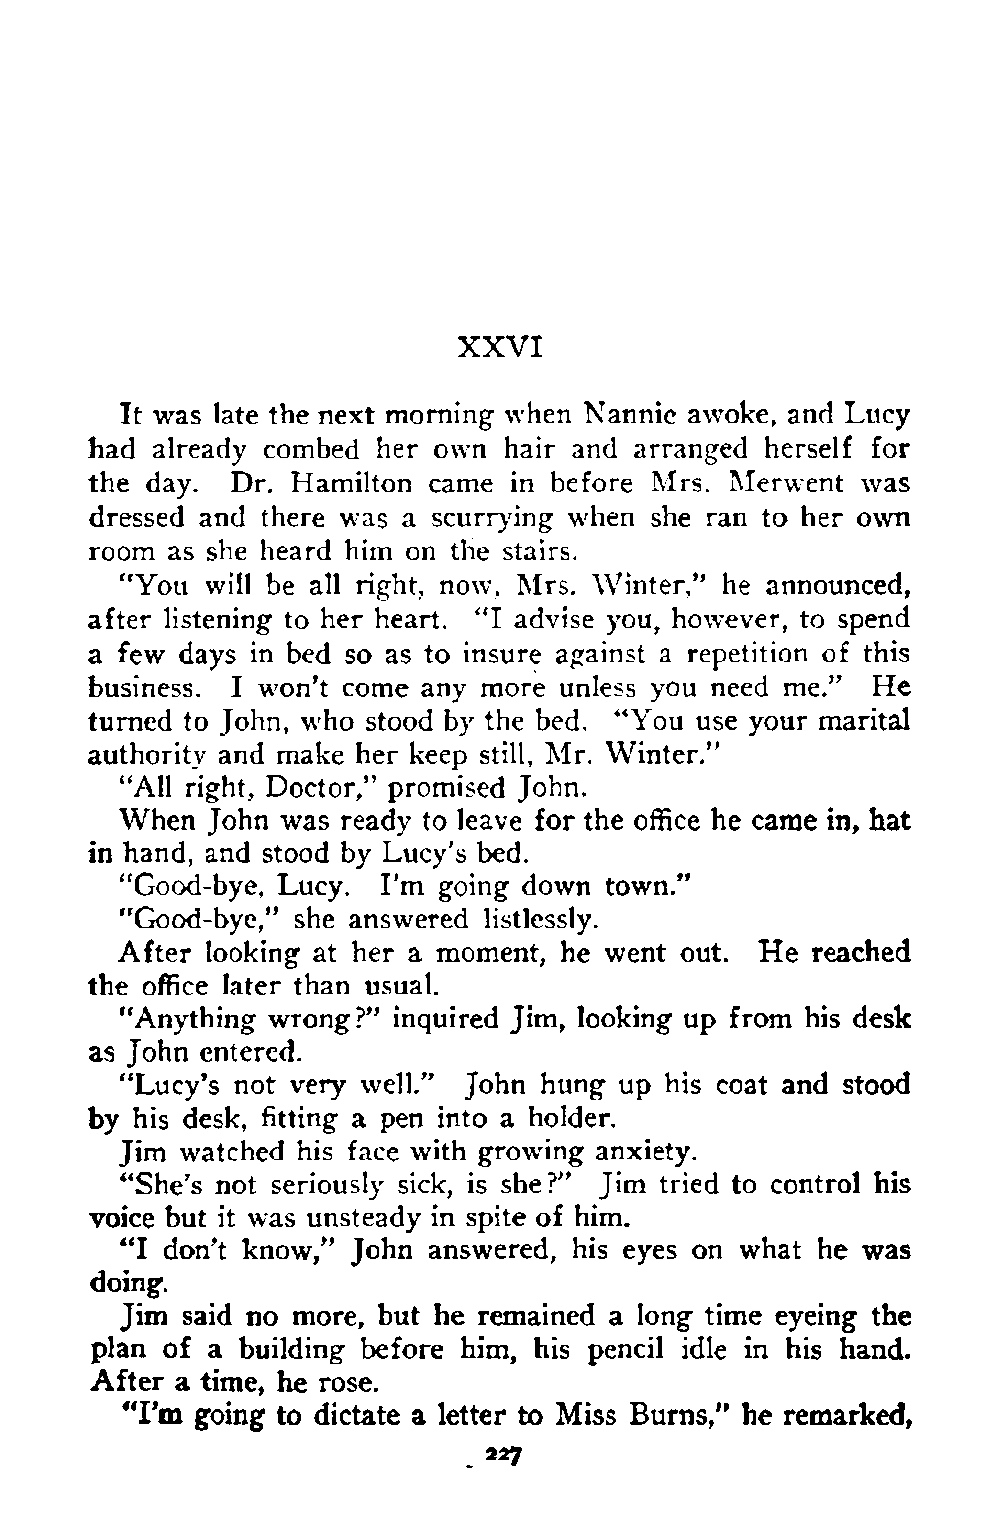 XXVI
It was late the next morning when Nannie awoke, and Lucy
had already combed her own hair and arranged herself for
the day. Dr. Hamilton came in before Mrs. Merwent was
dressed and there was a scurrying when she ran to her own
room as she heard him on the stairs.
"You will be all right, now, Mrs. Winter," he announced,
after listening to her heart. "I advise you, however, to spend
a few days in bed so as to insure against a repetition of this
business. I won't come any more unless you need me." He
turned to John, who stood by the bed. "You use your marital
authority and make her keep still, Mr. Winter."
"All right, Doctor," promised John.
When John was ready to leave for the office he came in, hat
in hand, and stood by Lucy's bed.
"Good-bye, Lucy. I'm going down town."
"Good-bye," she answered listlessly.
After looking at her a moment, he went out. He reached
the office later than usual.
"Anything wrong?" inquired Jim, looking up from his desk
as John entered.
"Lucy's not very well." John hung up his coat and stood
by his desk, fitting a pen into a holder.
Jim watched his face with growing anxiety.
"She's not seriously sick, is she?" Jim tried to control his
voice but it was unsteady in spite of him.
"I don't know," John answered, his eyes on what he was
doing.
Jim said no more, but he remained a long time eyeing the
plan of a building before him, his pencil idle in his hand.
After a time, he rose.
"I'm going to dictate a letter to Miss Burns," he remarked,
227